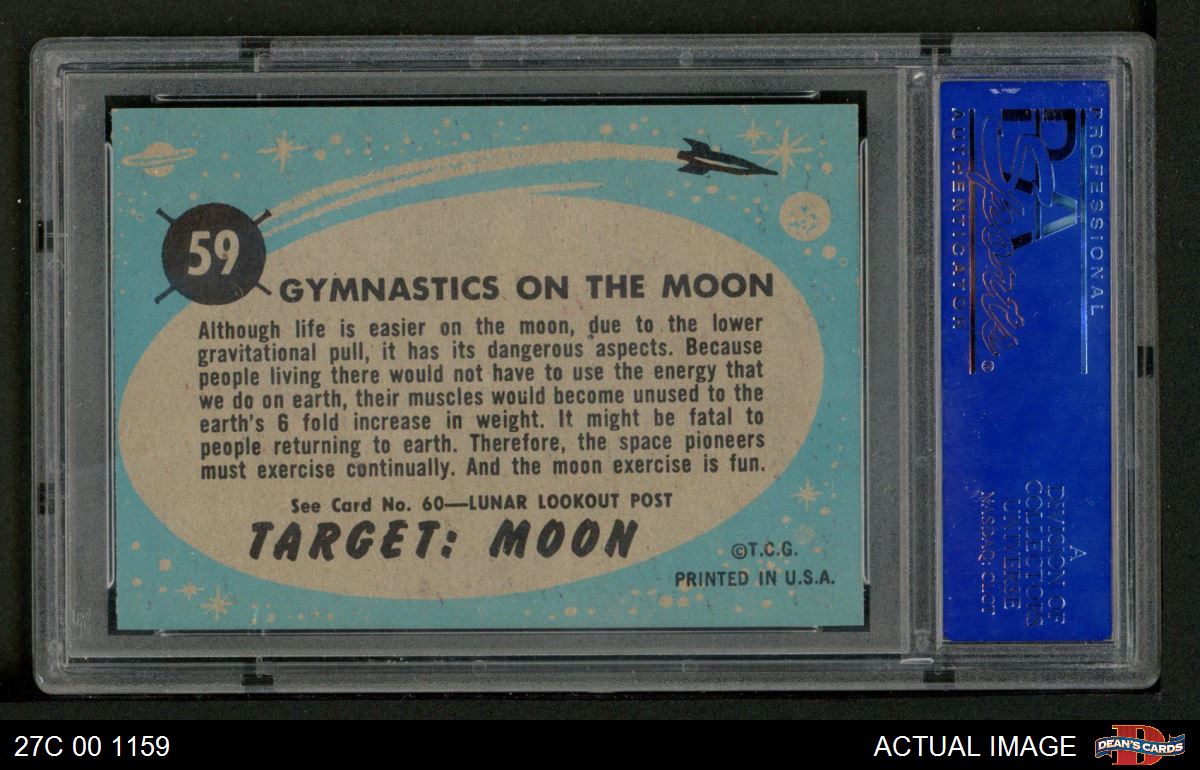 59
GYMNASTICS ON THE MOON
Although life is easier on the moon, due to the lower
gravitational pull, it has its dangerous aspects. Because
people living there would not have to use the energy that
we do on earth, their muscles would become unused to the
earth's 6 fold increase in weight. It might be fatal to
people returning to earth. Therefore, the space pioneers
must exercise continually. And the moon exercise is fun.
See Card No. 60—LUNAR LOOKOUT POST
TARGET: MOON
©T.C.G.
PRINTED IN U.S.A.
PROFESSIONAL
PSA
Sports
®
AUTHENTICATOR
A
DIVISION OF
COLLECTORS
UNIVERSE
NASDAQ: CLCT
27C 00 1159
ACTUAL IMAGE
D
DEAN'S CARDS